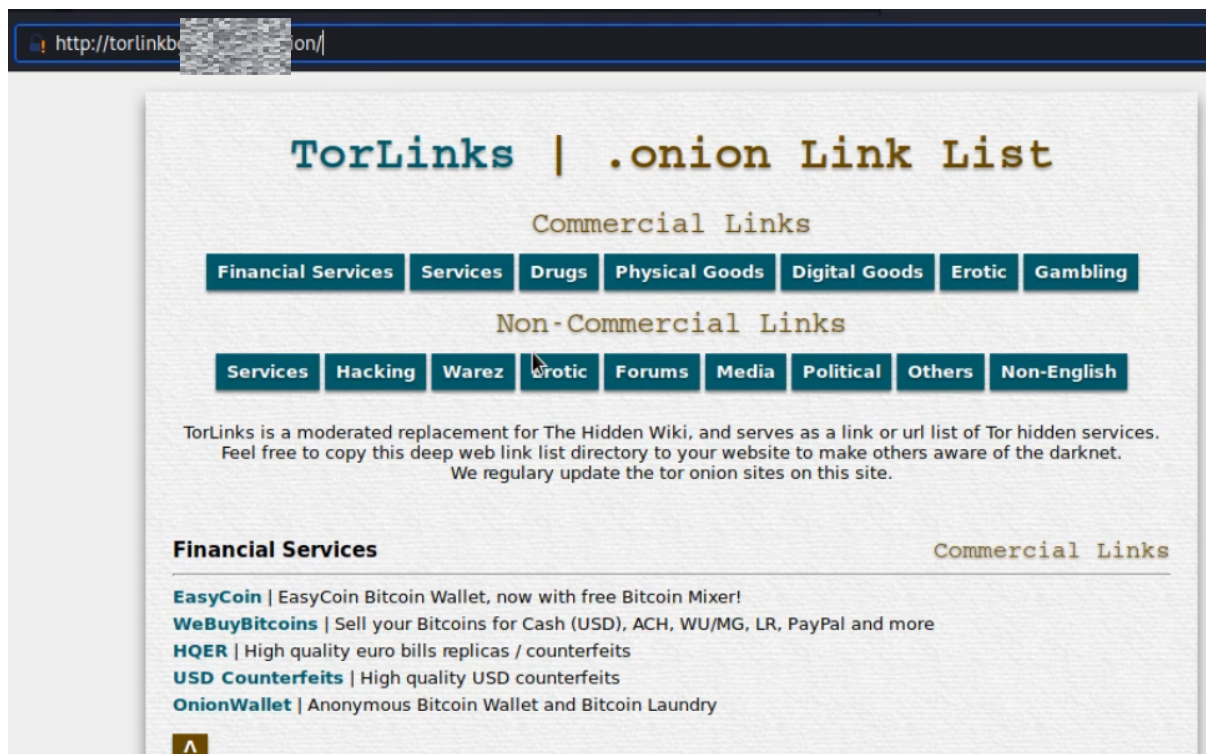 http://torlinkb ion/
TorLinks | .onion Link List
Commercial Links
Financial Services Services Drugs Physical Goods Digital Goods Erotic Gambling
Non-Commercial Links
Services Hacking Warez Erotic Forums Media Political Others Non-English
TorLinks is a moderated replacement for The Hidden Wiki, and serves as a link or url list of Tor hidden services.
Feel free to copy this deep web link list directory to your website to make others aware of the darknet.
We regulary update the tor onion sites on this site.
Financial Services Commercial Links
EasyCoin | EasyCoin Bitcoin Wallet, now with free Bitcoin Mixer!
WeBuyBitcoins | Sell your Bitcoins for Cash (USD), ACH, WU/MG, LR, PayPal and more
HQER | High quality euro bills replicas / counterfeits
USD Counterfeits | High quality USD counterfeits
OnionWallet | Anonymous Bitcoin Wallet and Bitcoin Laundry
^